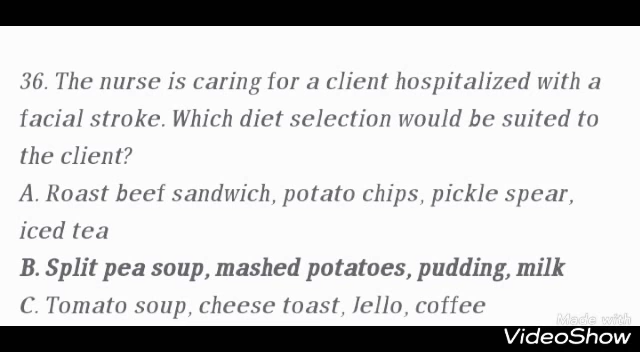 36. The nurse is caring for a client hospitalized with a
facial stroke. Which diet selection would be suited to
the client?
A. Roast beef sandwich, potato chips, pickle spear,
iced tea
B. Split pea soup, mashed potatoes, pudding, milk
C. Tomato soup, cheese toast, Jello, coffee
Made with
VideoShow